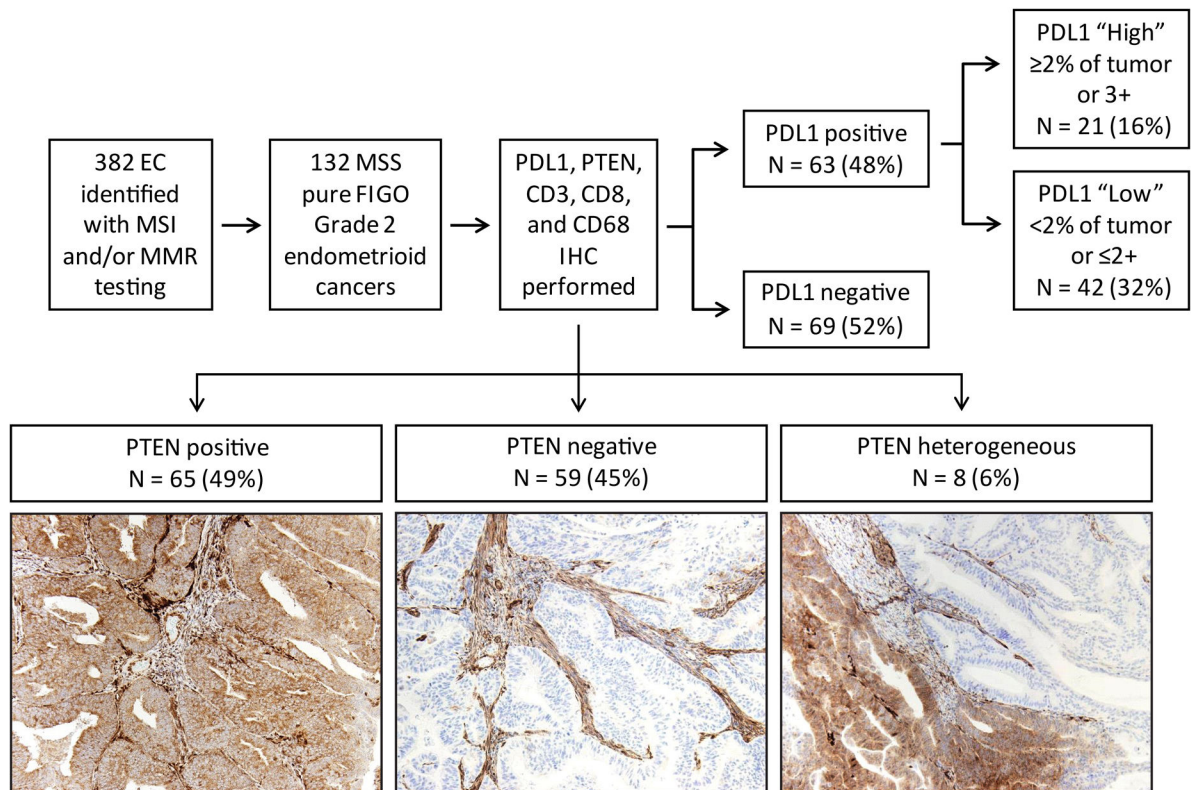 382 EC
identified
with MSI
and/or MMR
testing
132 MSS
pure FIGO
Grade 2
endometrioid
cancers
PDL1, PTEN,
CD3, CD8,
and CD68
IHC
performed
PDL1 positive
N = 63 (48%)
PDL1 negative
N = 69 (52%)
PDL1 “High”
≥2% of tumor
or 3+
N = 21 (16%)
PDL1 “Low”
<2% of tumor
or ≤2+
N = 42 (32%)
PTEN positive
N = 65 (49%)
PTEN negative
N = 59 (45%)
PTEN heterogeneous
N = 8 (6%)